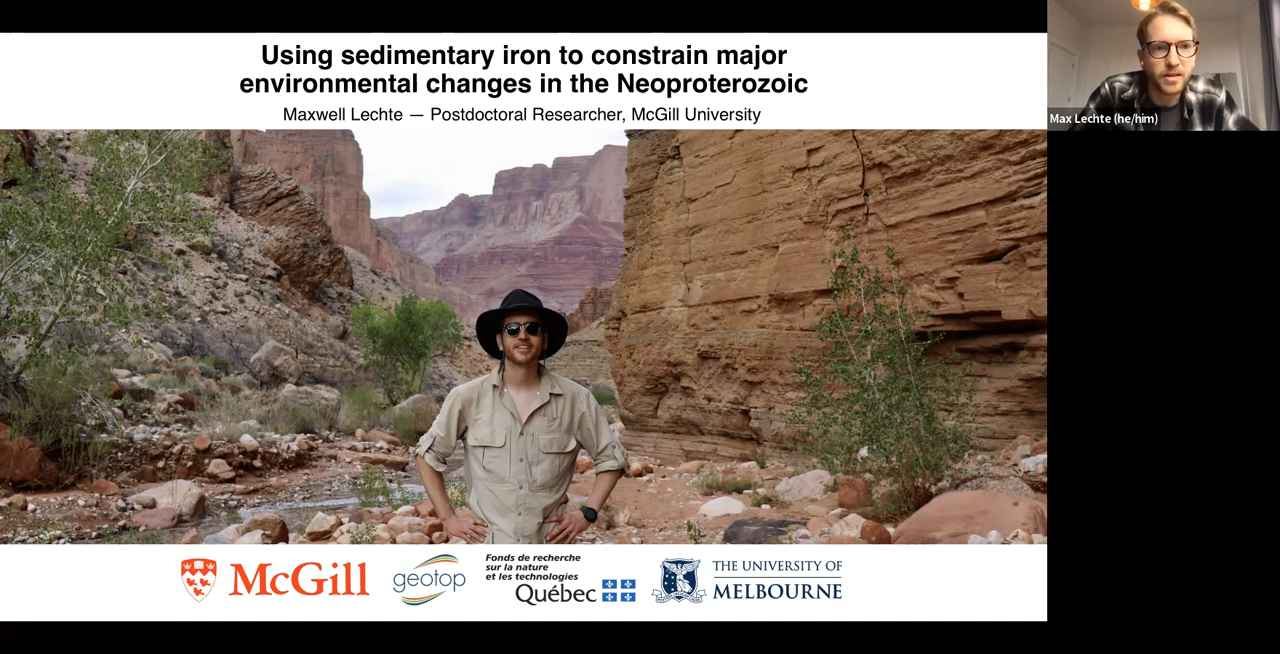 Using sedimentary iron to constrain major
environmental changes in the Neoproterozoic
Maxwell Lechte — Postdoctoral Researcher, McGill University
Max Lechte (he/him)
McGill
geotop
Fonds de recherche
sur la nature
et les technologies
Québec
THE UNIVERSITY OF
MELBOURNE